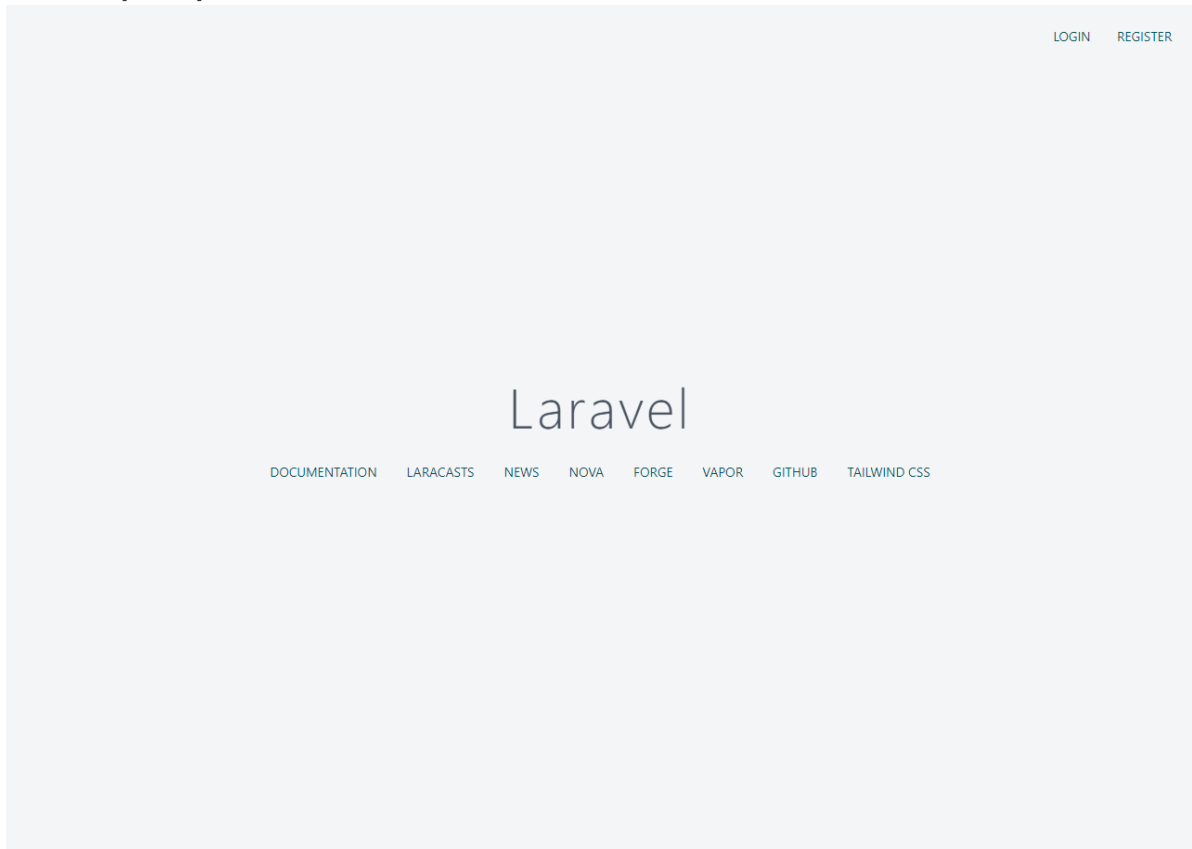 LOGIN REGISTER
Laravel
DOCUMENTATION LARACASTS NEWS NOVA FORGE VAPOR GITHUB TAILWIND CSS